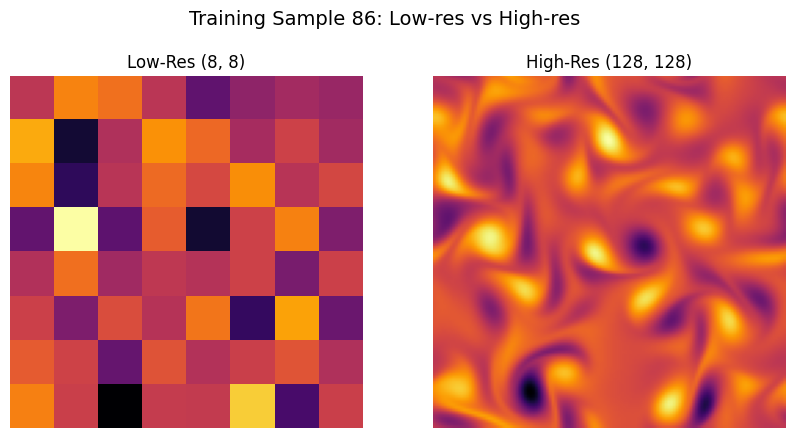 Training Sample 86: Low-res vs High-res
Low-Res (8, 8)
High-Res (128, 128)